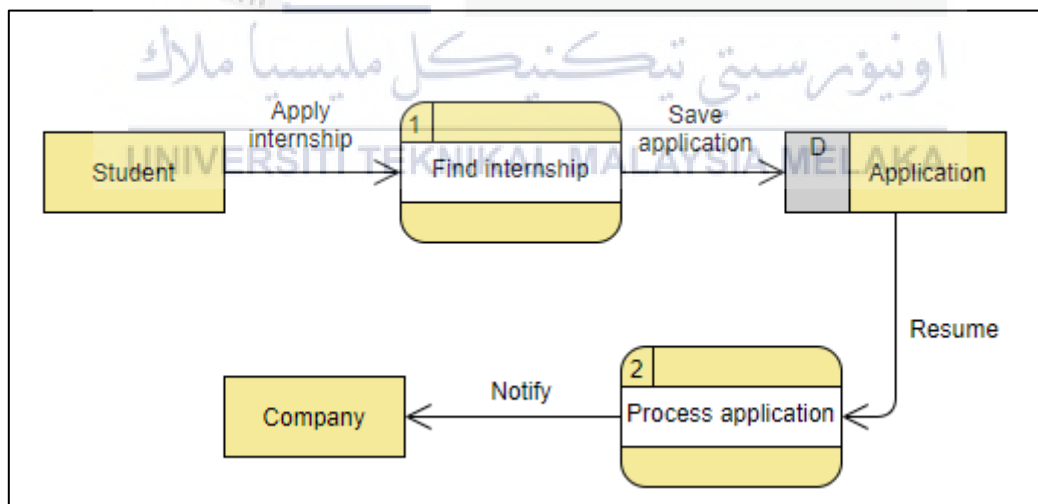 اونيۏرسيتي تيكنيكل مليسيا ملاك
UNIVERSITI TEKNIKAL MALAYSIA MELAKA
Student
Apply
internship
1
Find internship
Save
application
D
Application
Resume
2
Process application
Notify
Company